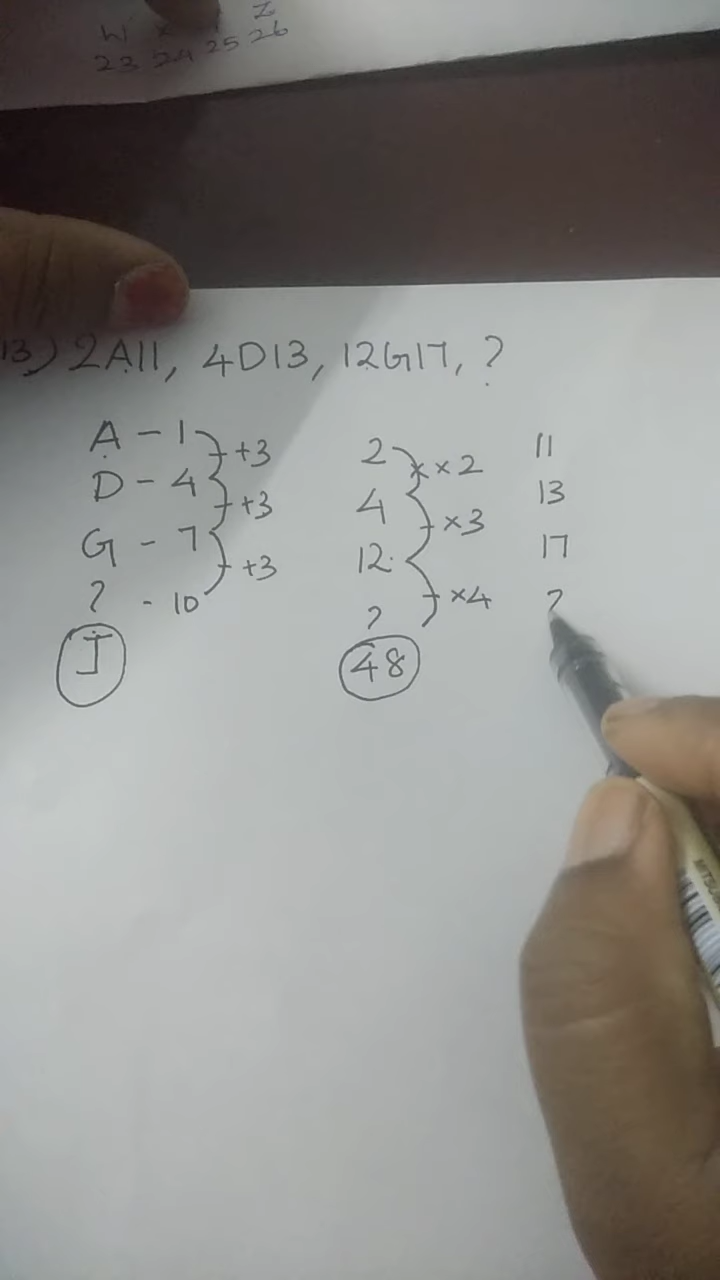 Z
23 24 25 26
13) 2A11, 4D13, 12G17, ?
A - 1 +3 2 ×2 11
D - 4 +3 4 ×3 13
G - 7 +3 12 ×4 17
? - 10 ? ?
J 48